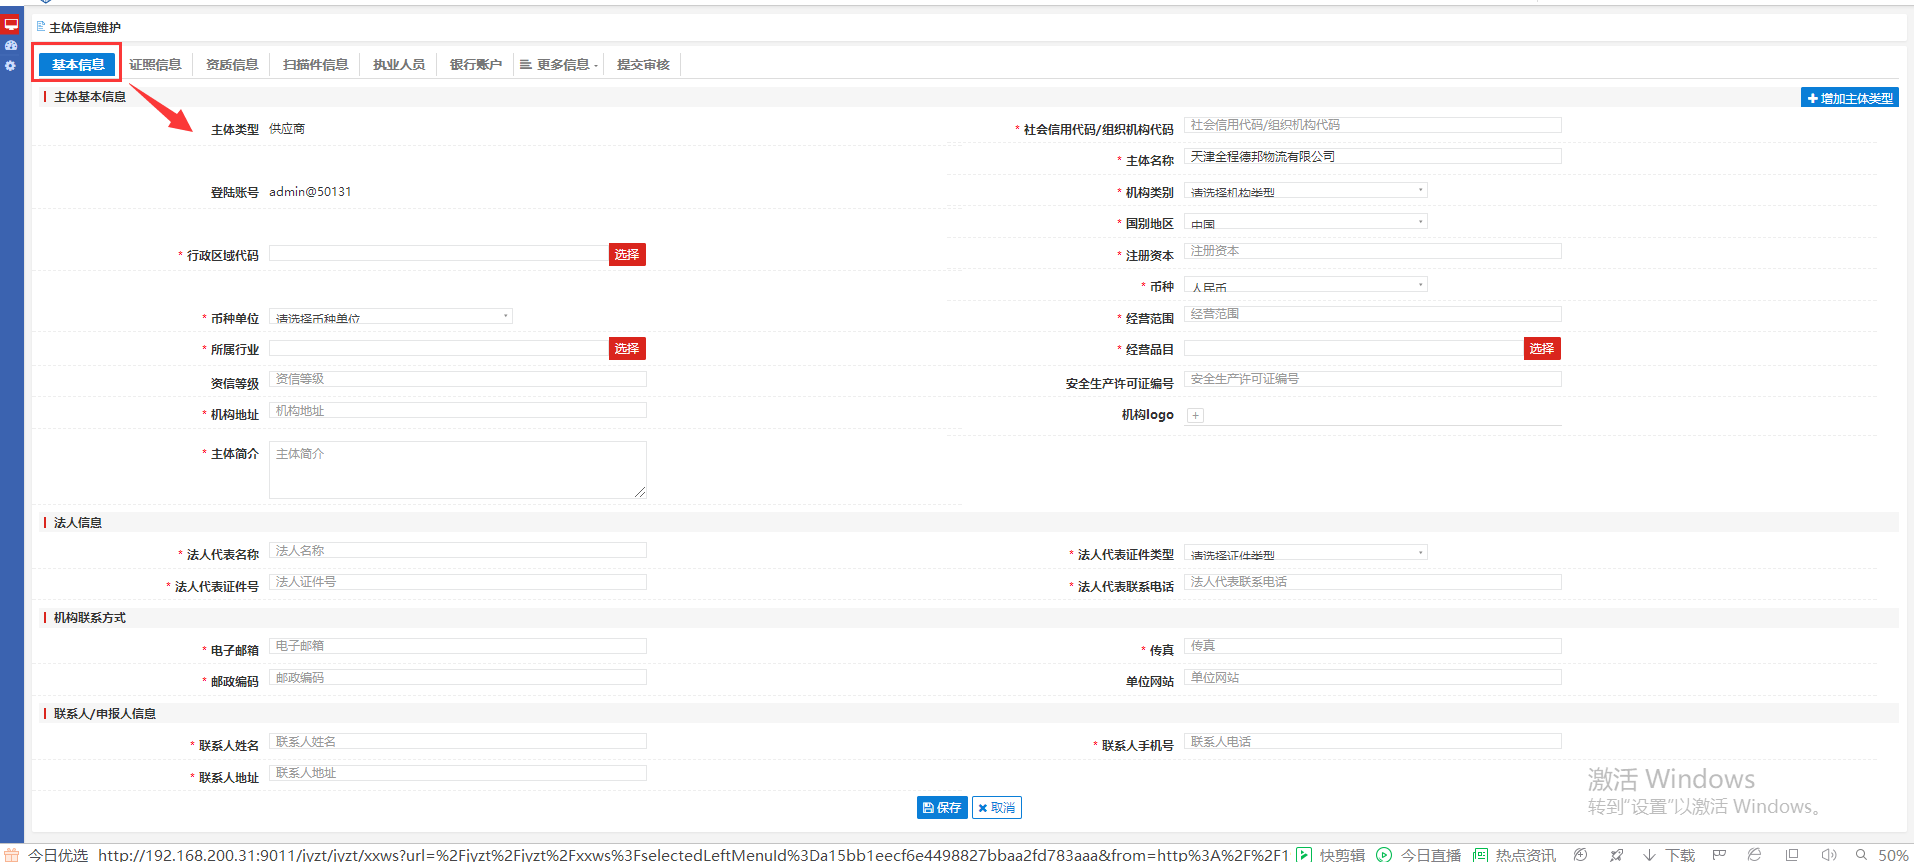 主体信息维护
基本信息 证照信息 资质信息 扫描件信息 执业人员 银行账户 更多信息 提交审核
主体基本信息 增加主体类型
主体类型 供应商 * 社会信用代码/组织机构代码 社会信用代码/组织机构代码
* 主体名称 天津全程德邦物流有限公司
登陆账号 admin@50131 * 机构类别 请选择机构类型
* 国别地区 中国
* 行政区域代码 选择 * 注册资本 注册资本
* 币种 人民币
* 币种单位 请选择币种单位 * 经营范围 经营范围
* 所属行业 选择 * 经营品目 选择
资信等级 资信等级 安全生产许可证编号 安全生产许可证编号
* 机构地址 机构地址 机构logo +
* 主体简介 主体简介
法人信息
* 法人代表名称 法人名称 * 法人代表证件类型 请选择证件类型
* 法人代表证件号 法人证件号 * 法人代表联系电话 法人代表联系电话
机构联系方式
* 电子邮箱 电子邮箱 * 传真 传真
* 邮政编码 邮政编码 单位网站 单位网站
联系人/申报人信息
* 联系人姓名 联系人姓名 * 联系人手机号 联系人电话
* 联系人地址 联系人地址
保存 取消
激活 Windows
转到“设置”以激活 Windows。
今日优选 http://192.168.200.31:9011/jyzt/jyzt/xxws?url=%2Fjyzt%2Fjyzt%2Fxxws%3FselectedLeftMenuId%3Da15bb1eecf6e4498827bbaa2fd783aaa&from=http%3A%2F%2F1 快剪辑 今日直播 热点资讯 下载 50%